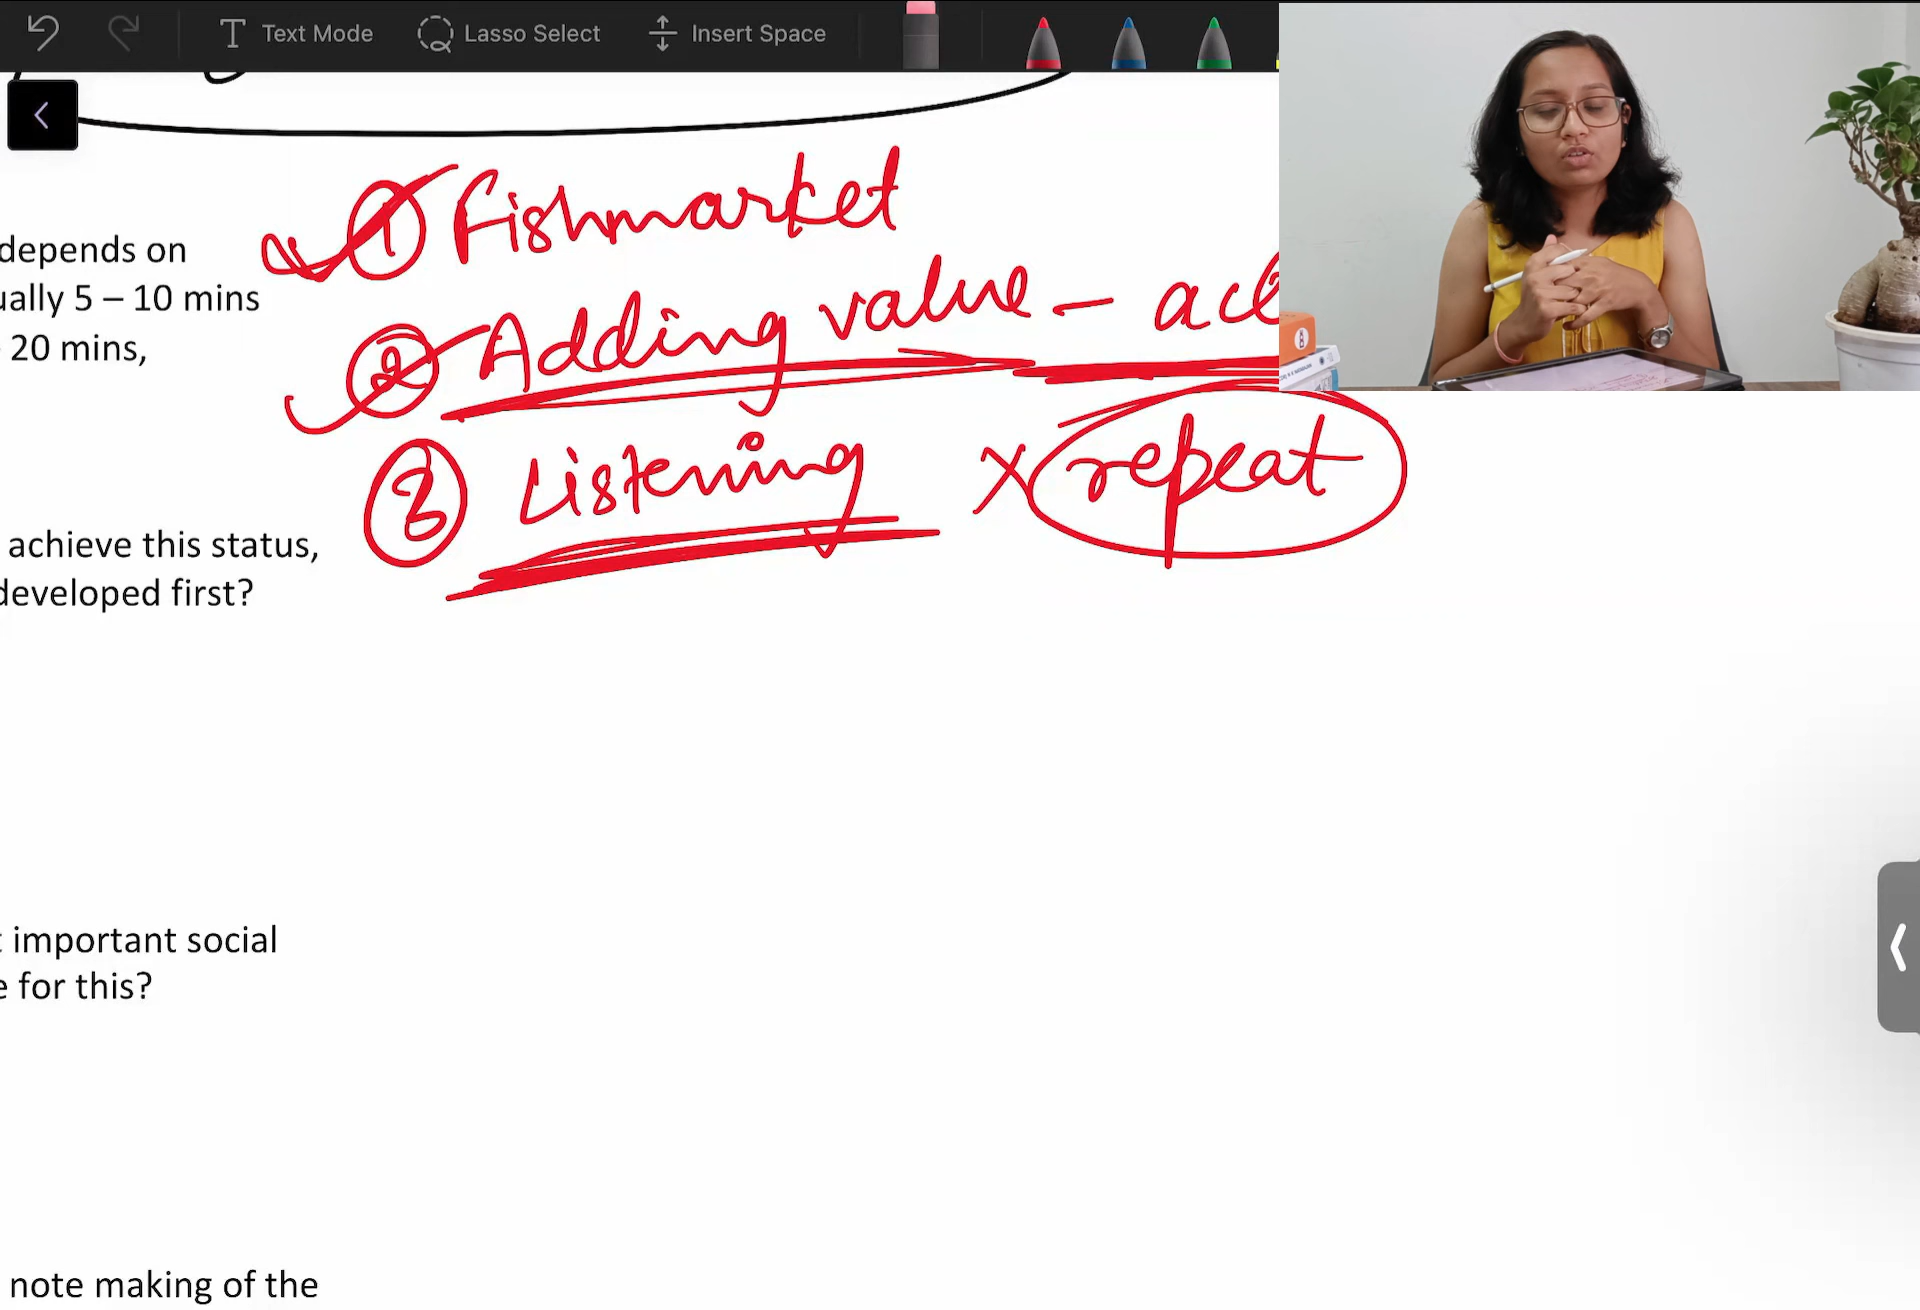 Text Mode Lasso Select Insert Space
① Fishmarket
depends on
ually 5 – 10 mins
② Adding value – act
20 mins,
③ Listening × repeat
achieve this status,
developed first?
important social
e for this?
note making of the